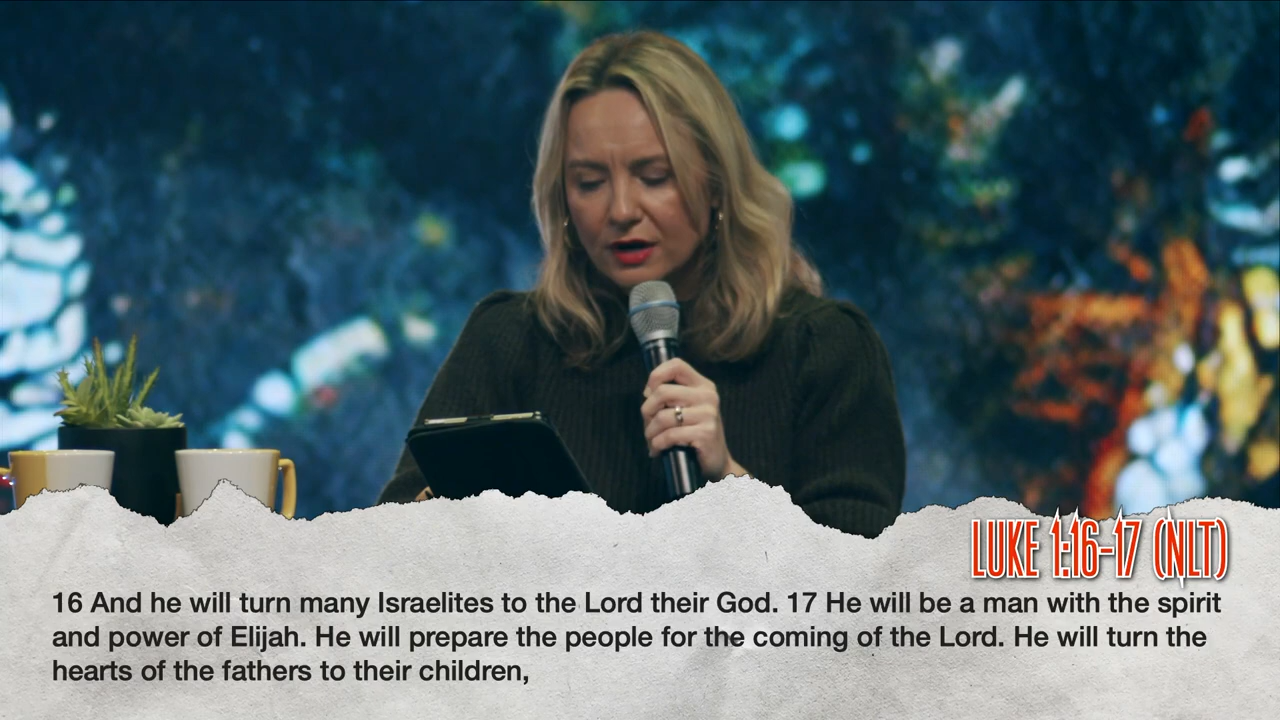 LUKE 1:16-17 (NLT)
16 And he will turn many Israelites to the Lord their God. 17 He will be a man with the spirit
and power of Elijah. He will prepare the people for the coming of the Lord. He will turn the
hearts of the fathers to their children,